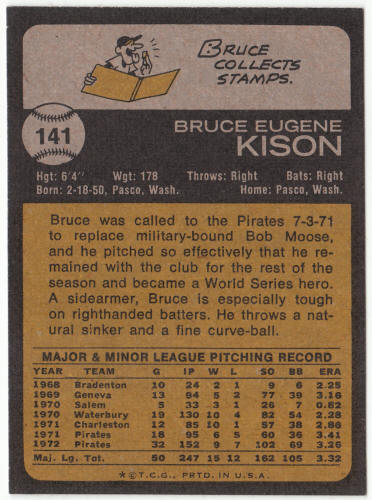 BRUCE
COLLECTS
STAMPS.
141
BRUCE EUGENE
KISON
Hgt: 6'4" Wgt: 178 Throws: Right Bats: Right
Born: 2-18-50, Pasco, Wash. Home: Pasco, Wash.
Bruce was called to the Pirates 7-3-71
to replace military-bound Bob Moose,
and he pitched so effectively that he re-
mained with the club for the rest of the
season and became a World Series hero.
A sidearmer, Bruce is especially tough
on righthanded batters. He throws a nat-
ural sinker and a fine curve-ball.
MAJOR & MINOR LEAGUE PITCHING RECORD
YEAR TEAM G IP W L SO BB ERA
1968 Bradenton 10 24 2 1 9 6 2.25
1969 Geneva 13 94 5 2 77 39 3.16
1970 Salem 5 33 3 1 26 7 0.82
1970 Waterbury 19 130 10 4 82 54 2.28
1971 Charleston 12 85 10 1 57 38 2.86
1971 Pirates 18 95 6 5 60 36 3.41
1972 Pirates 32 152 9 7 102 69 3.26
Maj. Lg. Tot. 50 247 15 12 162 105 3.32
*©T.C.G., PRTD. IN U.S.A.